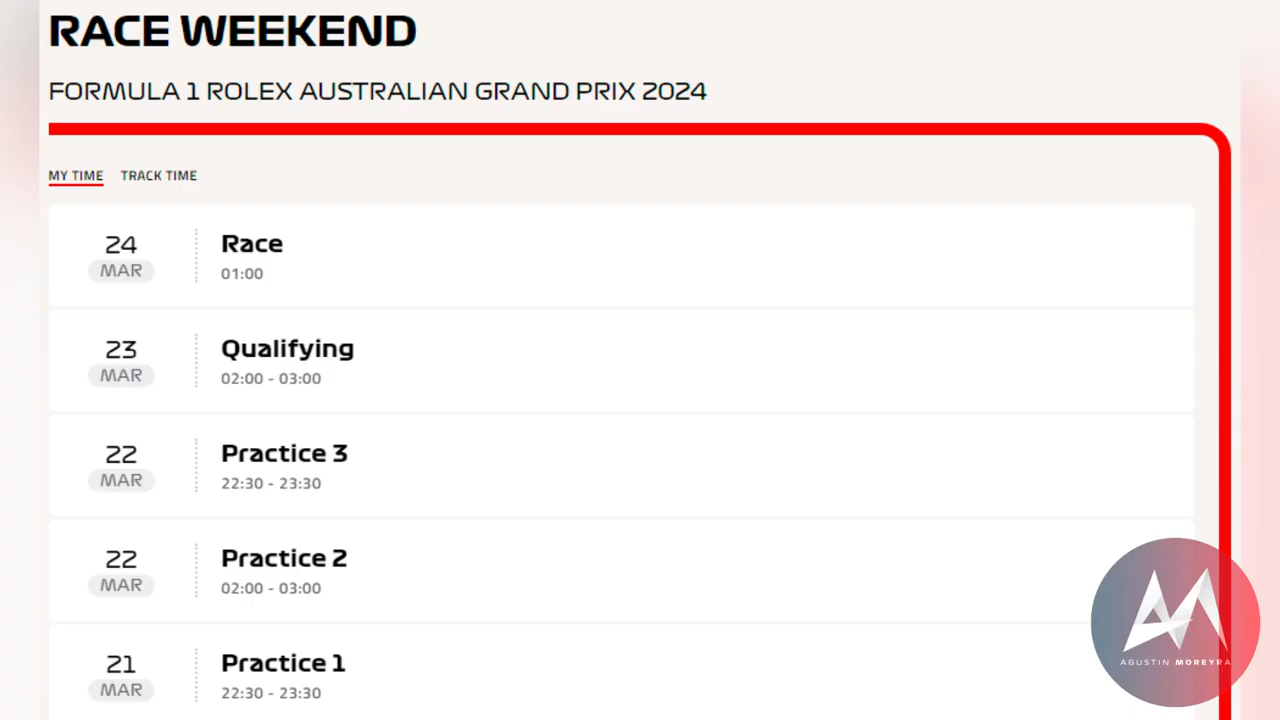 RACE WEEKEND
FORMULA 1 ROLEX AUSTRALIAN GRAND PRIX 2024
MY TIME TRACK TIME
24
MAR
Race
01:00
23
MAR
Qualifying
02:00 - 03:00
22
MAR
Practice 3
22:30 - 23:30
22
MAR
Practice 2
02:00 - 03:00
21
MAR
Practice 1
22:30 - 23:30
AGUSTIN MOREYRA